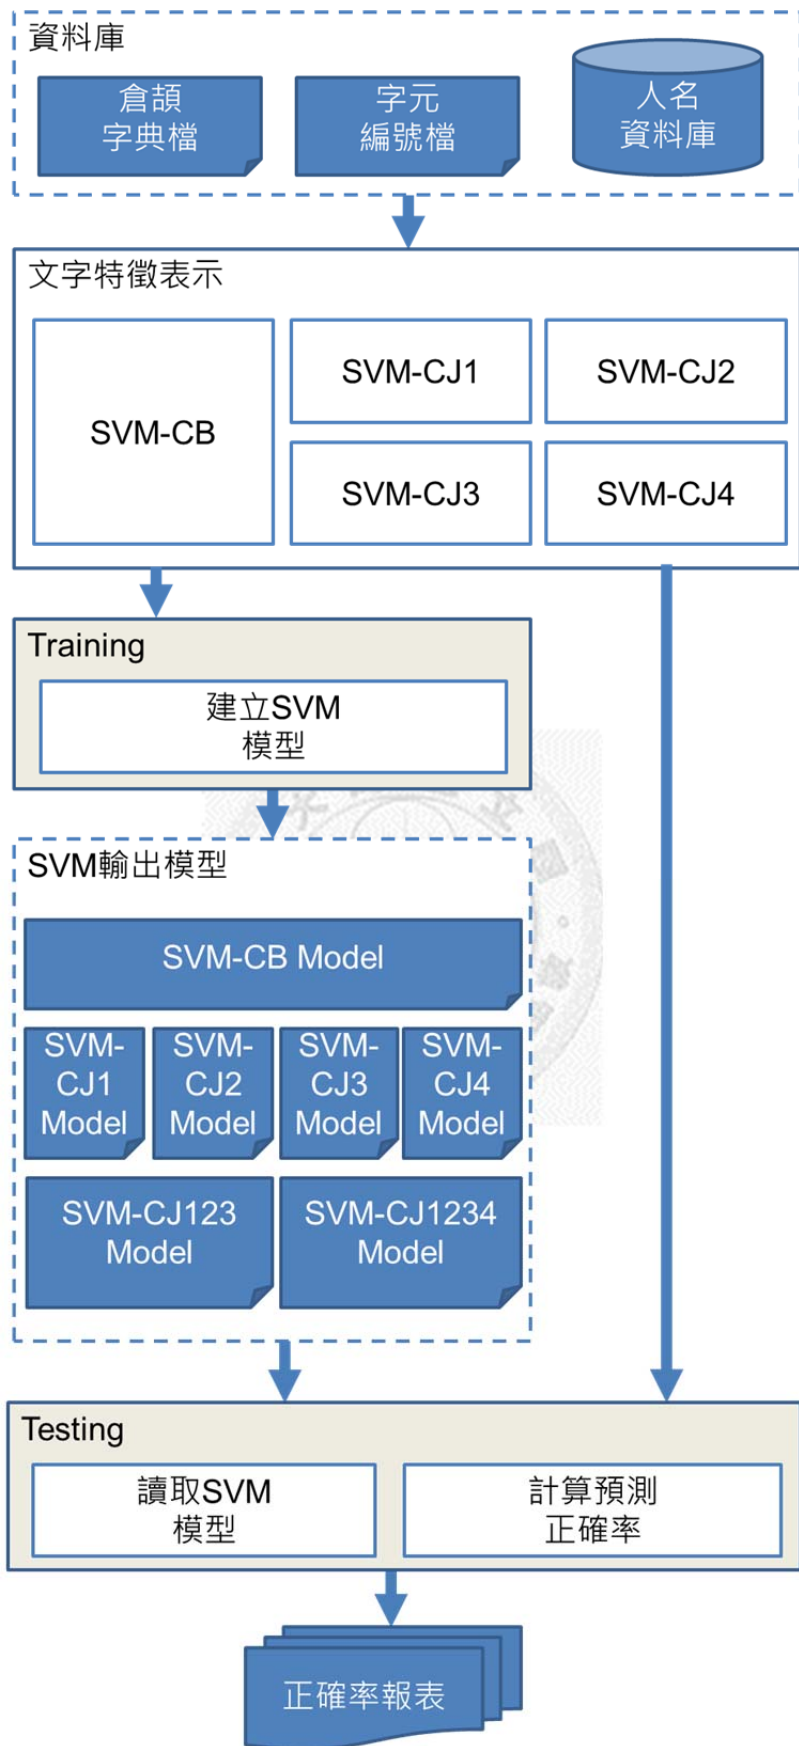 資料庫
倉頡
字典檔
字元
編號檔
人名
資料庫
文字特徵表示
SVM-CB
SVM-CJ1
SVM-CJ2
SVM-CJ3
SVM-CJ4
Training
建立SVM
模型
SVM輸出模型
SVM-CB Model
SVM-
CJ1
Model
SVM-
CJ2
Model
SVM-
CJ3
Model
SVM-
CJ4
Model
SVM-CJ123
Model
SVM-CJ1234
Model
Testing
讀取SVM
模型
計算預測
正確率
正確率報表